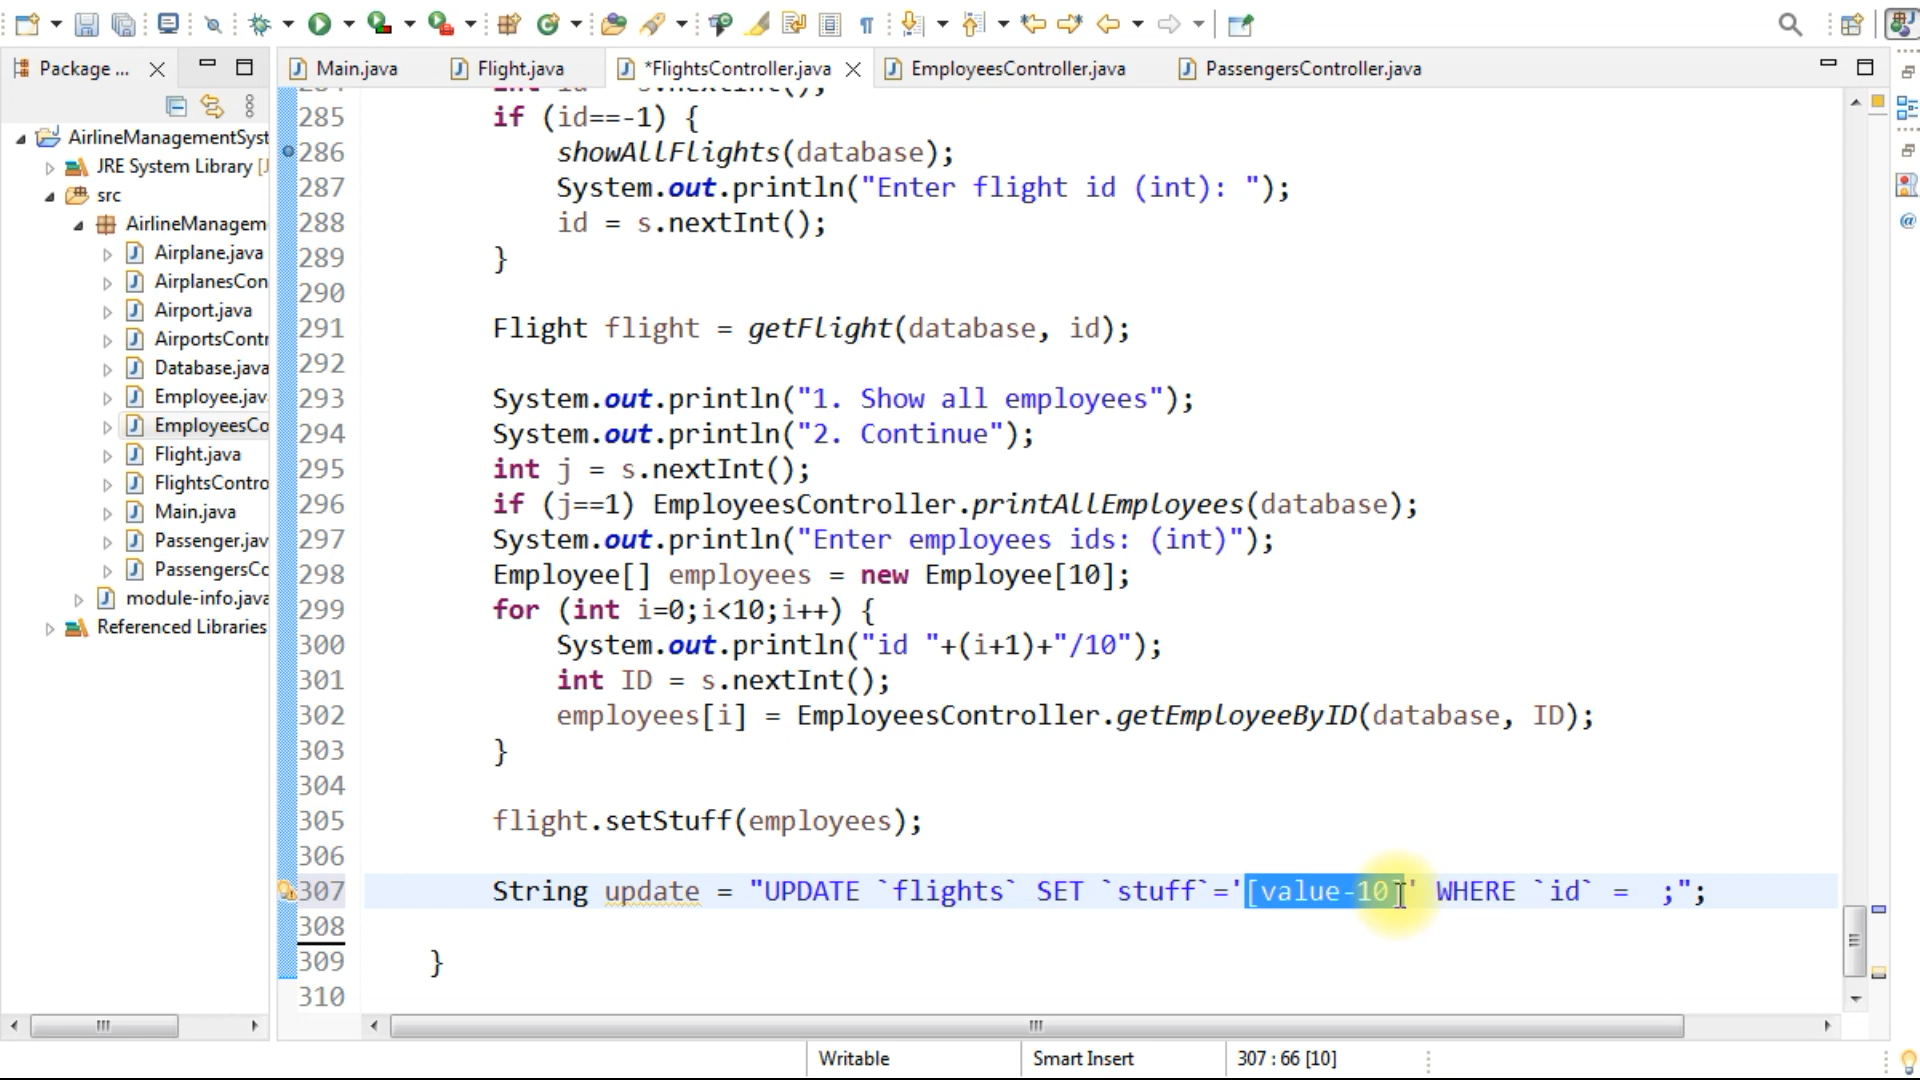 Package ...
Main.java
Flight.java
*FlightsController.java
EmployeesController.java
PassengersController.java
AirlineManagementSyst
JRE System Library [J
src
AirlineManagem
Airplane.java
AirplanesCon
Airport.java
AirportsContr
Database.java
Employee.jav
EmployeesCo
Flight.java
FlightsContro
Main.java
Passenger.jav
PassengersCo
module-info.java
Referenced Libraries
284 int id = s.nextInt();
285 if (id==-1) {
286 showAllFlights(database);
287 System.out.println("Enter flight id (int): ");
288 id = s.nextInt();
289 }
290
291 Flight flight = getFlight(database, id);
292
293 System.out.println("1. Show all employees");
294 System.out.println("2. Continue");
295 int j = s.nextInt();
296 if (j==1) EmployeesController.printAllEmployees(database);
297 System.out.println("Enter employees ids: (int)");
298 Employee[] employees = new Employee[10];
299 for (int i=0;i<10;i++) {
300 System.out.println("id "+(i+1)+"/10");
301 int ID = s.nextInt();
302 employees[i] = EmployeesController.getEmployeeByID(database, ID);
303 }
304
305 flight.setStuff(employees);
306
307 String update = "UPDATE `flights` SET `stuff`='[value-10]' WHERE `id` =  ;";
308
309 }
310
Writable
Smart Insert
307 : 66 [10]